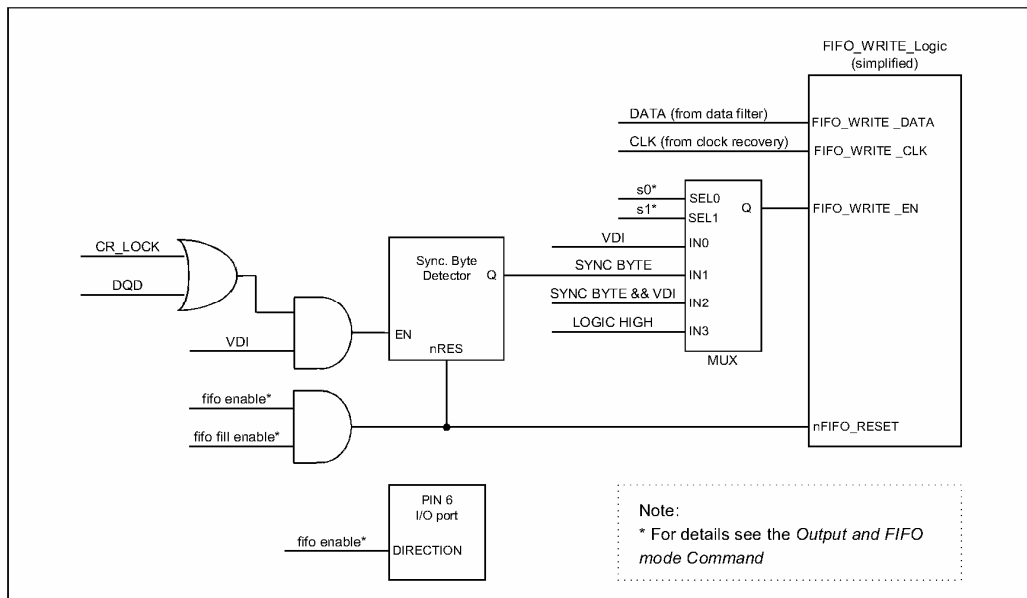 FIFO_WRITE_Logic
(simplified)
DATA (from data filter)
FIFO_WRITE _DATA
CLK (from clock recovery)
FIFO_WRITE _CLK
s0*
SEL0
Q
FIFO_WRITE _EN
s1*
SEL1
VDI
IN0
CR_LOCK
Sync. Byte
Detector
Q
SYNC BYTE
IN1
DQD
SYNC BYTE && VDI
IN2
LOGIC HIGH
IN3
VDI
EN
nRES
MUX
fifo enable*
fifo fill enable*
nFIFO_RESET
PIN 6
I/O port
fifo enable*
DIRECTION
Note:
* For details see the Output and FIFO
mode Command